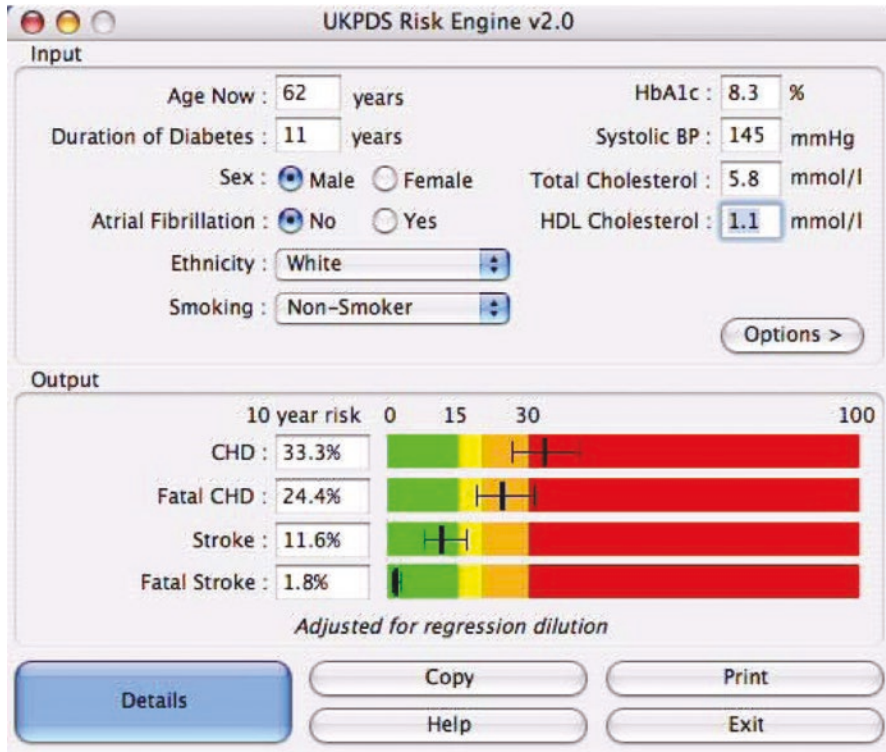 UKPDS Risk Engine v2.0
Input
Age Now : 62 years HbA1c : 8.3 %
Duration of Diabetes : 11 years Systolic BP : 145 mmHg
Sex : Male Female Total Cholesterol : 5.8 mmol/l
Atrial Fibrillation : No Yes HDL Cholesterol : 1.1 mmol/l
Ethnicity : White
Smoking : Non-Smoker
Options >
Output
10 year risk 0 15 30 100
CHD : 33.3%
Fatal CHD : 24.4%
Stroke : 11.6%
Fatal Stroke : 1.8%
Adjusted for regression dilution
Details Copy Print
Help Exit